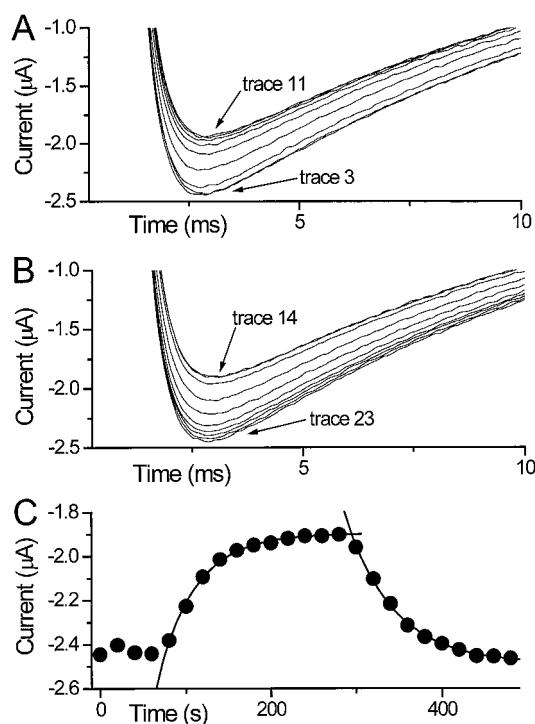 A
-1.0
-1.5
-2.0
-2.5
Current (µA)
trace 11
trace 3
Time (ms)
5
10
B
-1.0
-1.5
-2.0
-2.5
Current (µA)
trace 14
trace 23
Time (ms)
5
10
C
-1.8
-2.0
-2.2
-2.4
-2.6
Current (µA)
0
Time (s)
200
400